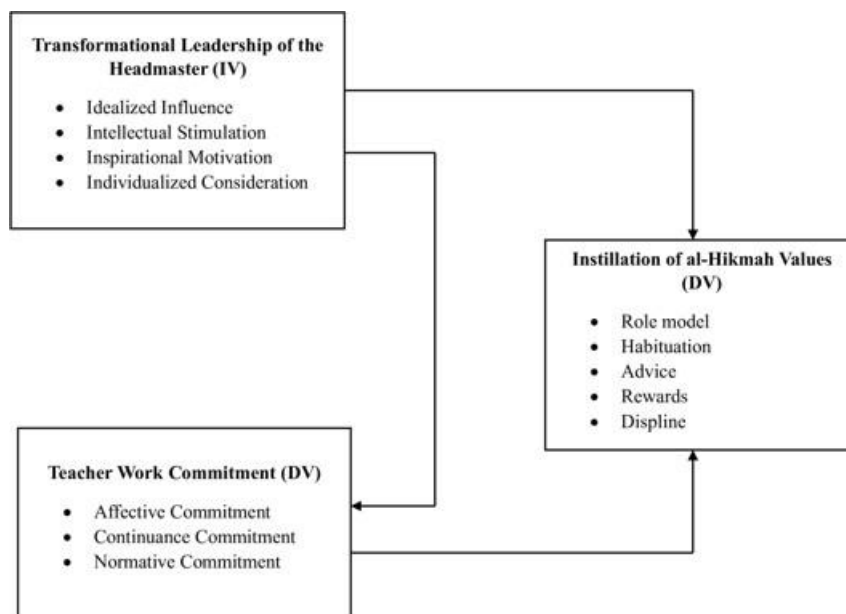 Transformational Leadership of the
Headmaster (IV)
• Idealized Influence
• Intellectual Stimulation
• Inspirational Motivation
• Individualized Consideration
Instillation of al-Hikmah Values
(DV)
• Role model
• Habituation
• Advice
• Rewards
• Displine
Teacher Work Commitment (DV)
• Affective Commitment
• Continuance Commitment
• Normative Commitment